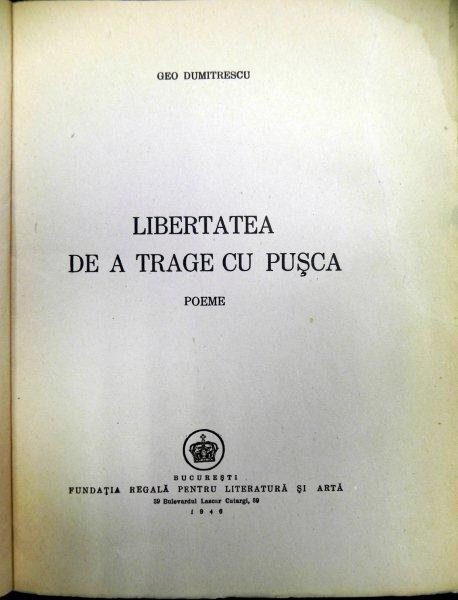 GEO DUMITRESCU
LIBERTATEA
DE A TRAGE CU PUŞCA
POEME
BUCUREŞTI
FUNDAŢIA REGALĂ PENTRU LITERATURĂ ŞI ARTĂ
39 Bulevardul Lascar Catargi, 39
1946